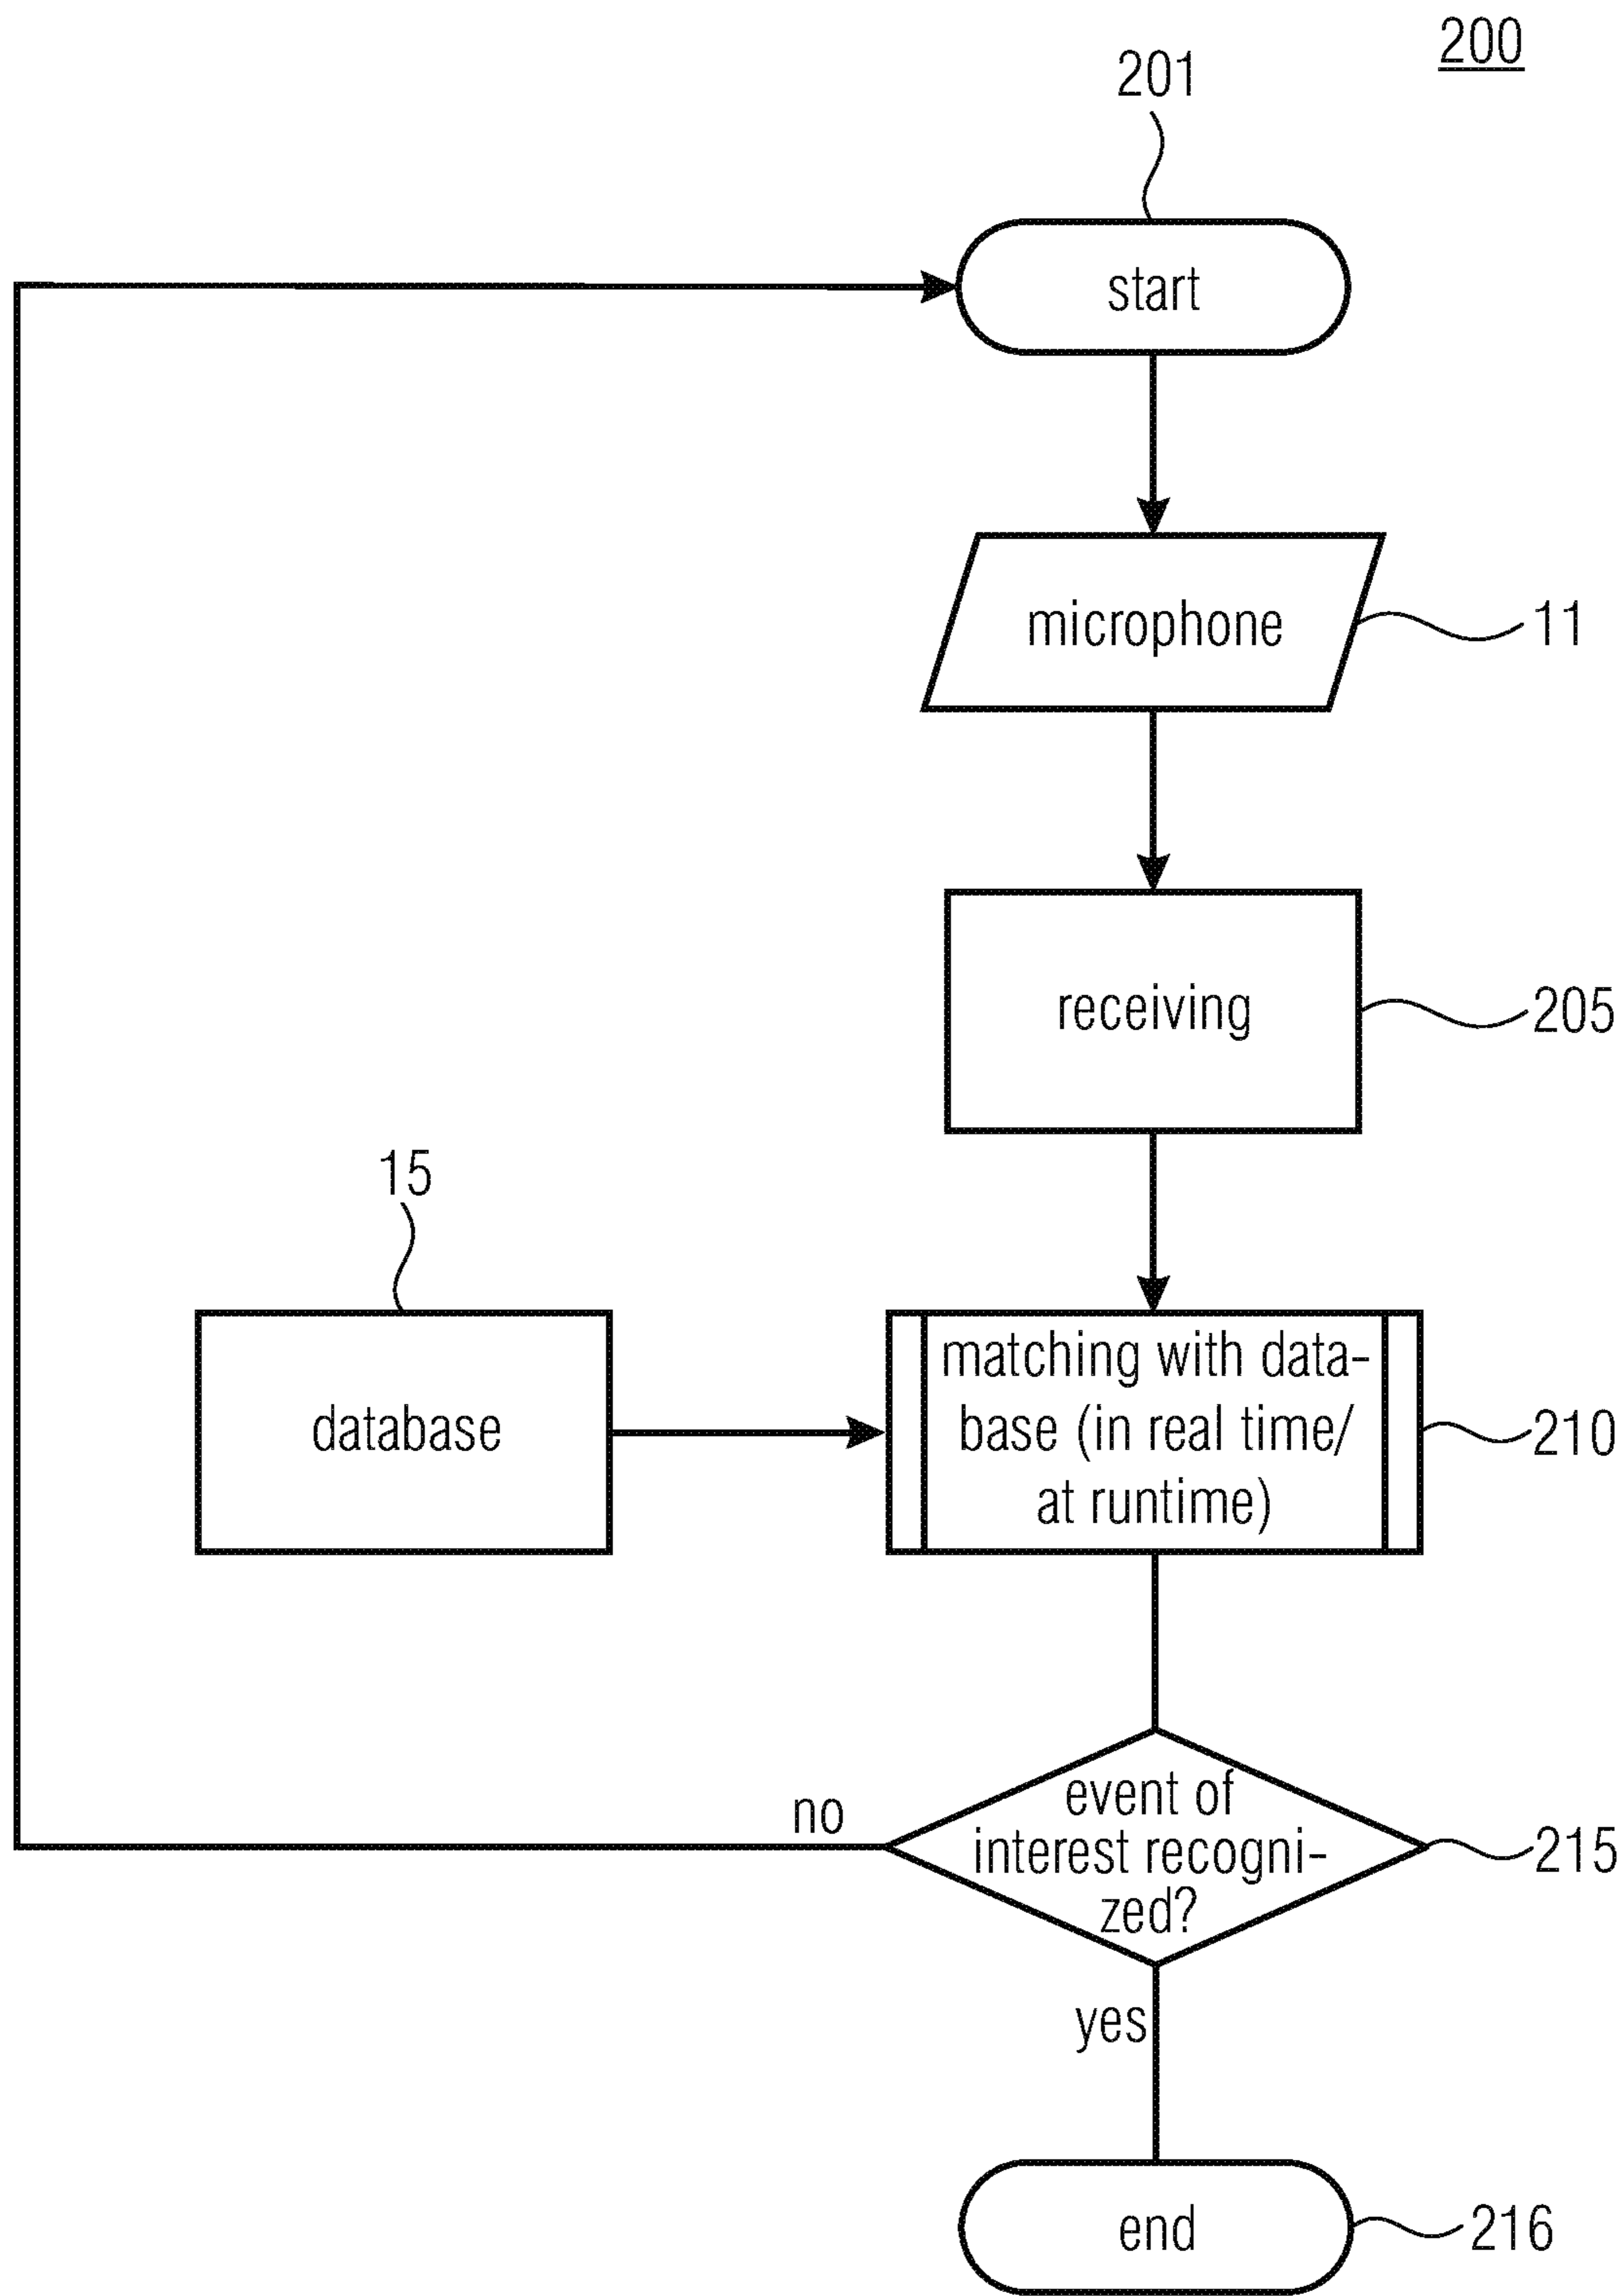 200
201
start
microphone
11
receiving
205
15
database
matching with data-
base (in real time/
at runtime)
210
no
event of
interest recogni-
zed?
215
yes
end
216